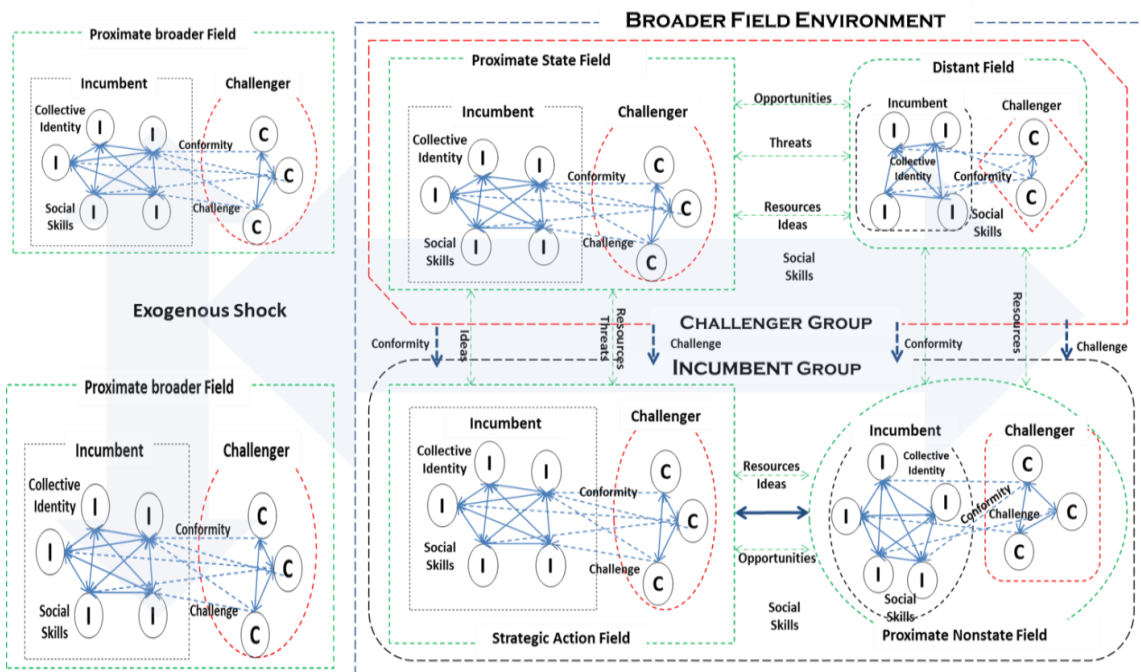 BROADER FIELD ENVIRONMENT
Proximate broader Field
Incumbent
Challenger
Collective
Identity
I
I
I
I
I
Social
Skills
Conformity
Challenge
C
C
C
Exogenous Shock
Proximate broader Field
Incumbent
Challenger
Collective
Identity
I
I
I
I
I
Social
Skills
Conformity
Challenge
C
C
C
Proximate State Field
Incumbent
Challenger
Collective
Identity
I
I
I
I
I
Social
Skills
Conformity
Challenge
C
C
C
Opportunities
Threats
Resources
Ideas
Social
Skills
Distant Field
Incumbent
Challenger
I
I
Collective
Identity
I
I
Conformity
Social
Skills
C
C
Ideas
Resources
Threats
Resources
CHALLENGER GROUP
Conformity
Challenge
Conformity
Challenge
INCUMBENT GROUP
Incumbent
Challenger
Collective
Identity
I
I
I
I
I
Social
Skills
Conformity
Challenge
C
C
C
Strategic Action Field
Resources
Ideas
Opportunities
Social
Skills
Incumbent
Challenger
Collective
Identity
I
I
I
I
I
Social
Skills
Conformity
Challenge
C
C
C
Proximate Nonstate Field